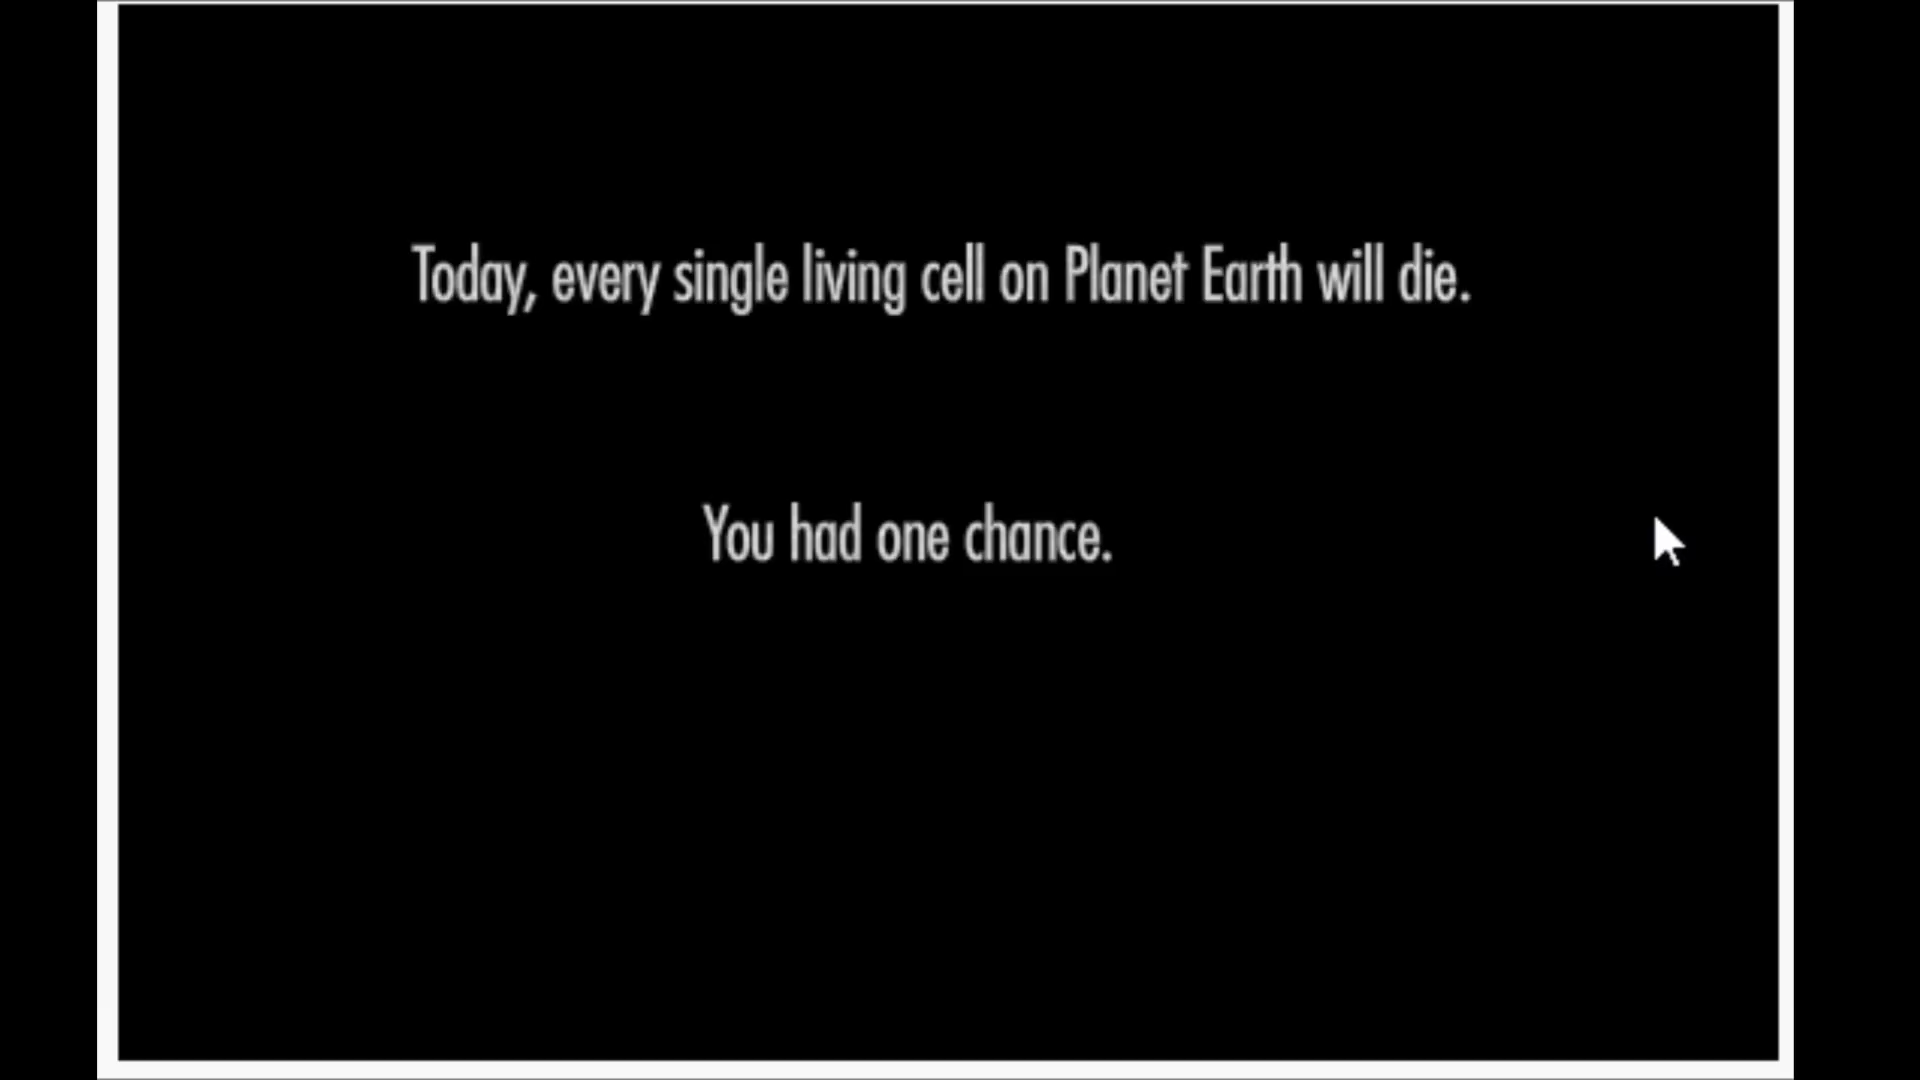 Today, every single living cell on Planet Earth will die.
You had one chance.